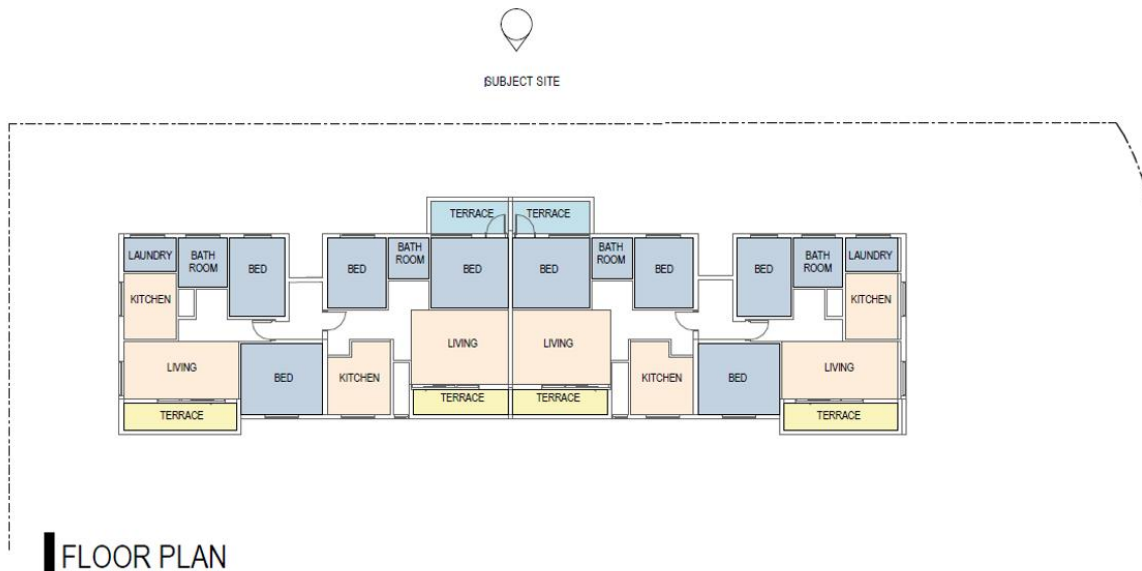 SUBJECT SITE
TERRACE TERRACE
LAUNDRY
BATH
ROOM
BED
BED
BATH
ROOM
BED
BED
BATH
ROOM
BED
BED
BATH
ROOM
LAUNDRY
KITCHEN
KITCHEN
LIVING
BED
KITCHEN
LIVING
LIVING
KITCHEN
BED
LIVING
TERRACE
TERRACE
TERRACE
TERRACE
FLOOR PLAN